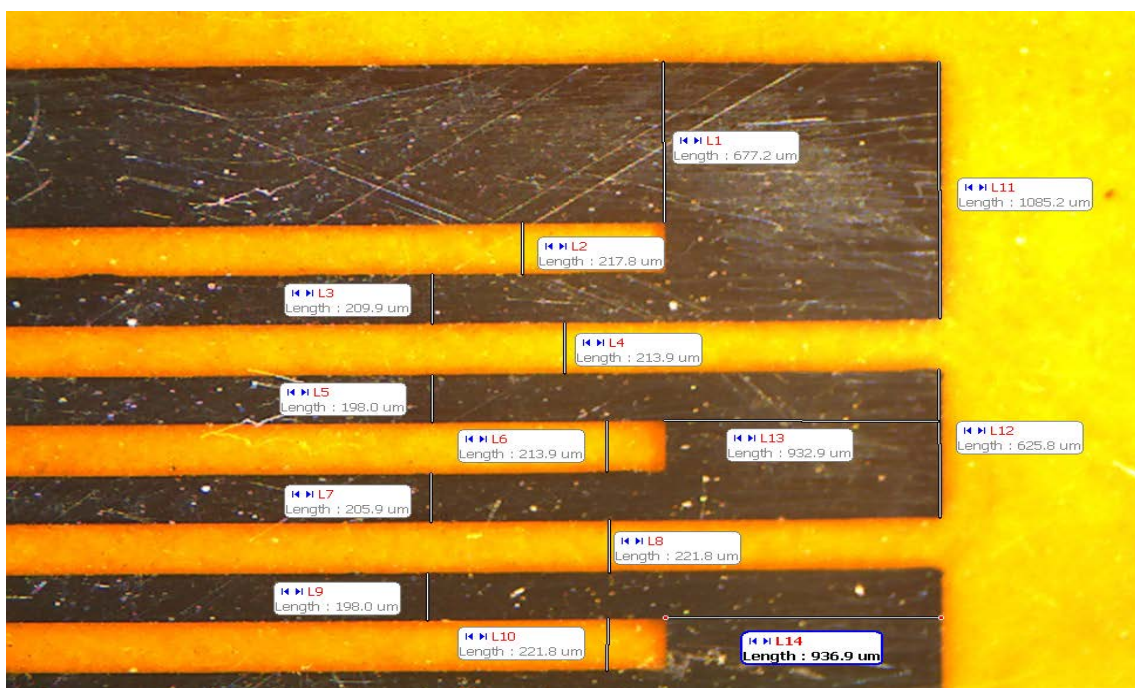 L1
Length : 677.2 um
L11
Length : 1085.2 um
L2
Length : 217.8 um
L3
Length : 209.9 um
L4
Length : 213.9 um
L5
Length : 198.0 um
L6
Length : 213.9 um
L13
Length : 932.9 um
L12
Length : 625.8 um
L7
Length : 205.9 um
L8
Length : 221.8 um
L9
Length : 198.0 um
L10
Length : 221.8 um
L14
Length : 936.9 um